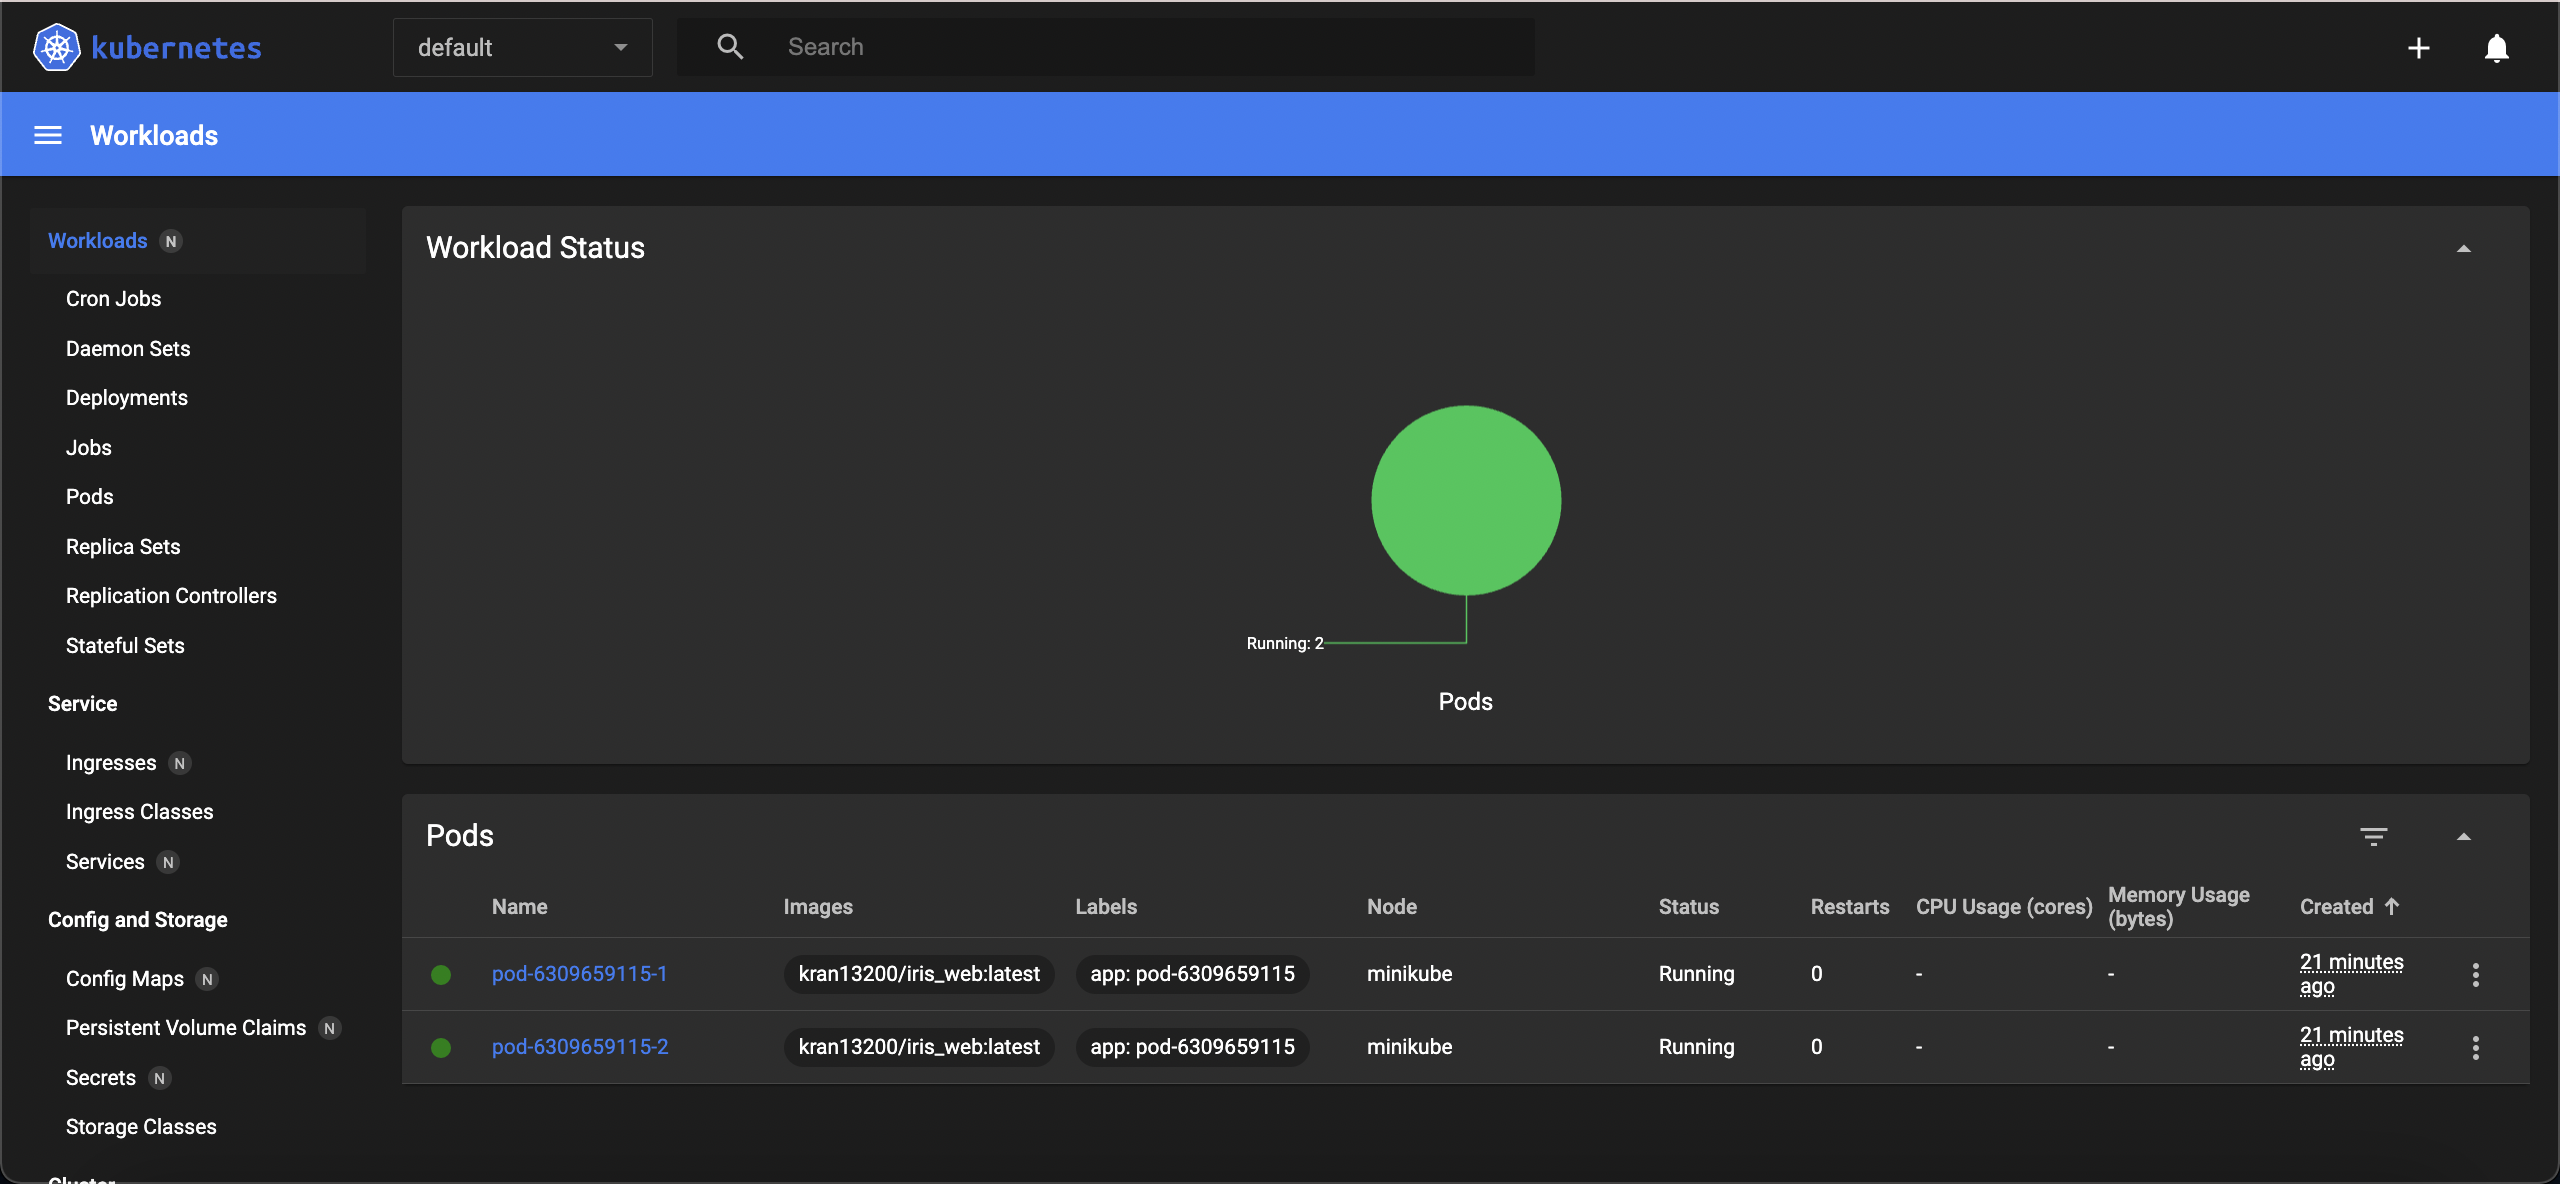 kubernetes
default
Search
Workloads
Workloads N
Cron Jobs
Daemon Sets
Deployments
Jobs
Pods
Replica Sets
Replication Controllers
Stateful Sets
Service
Ingresses N
Ingress Classes
Services N
Config and Storage
Config Maps N
Persistent Volume Claims N
Secrets N
Storage Classes
Cluster
Workload Status
Running: 2
Pods
Pods
Name Images Labels Node Status Restarts CPU Usage (cores) Memory Usage (bytes) Created
pod-6309659115-1 kran13200/iris_web:latest app: pod-6309659115 minikube Running 0 - - 21 minutes ago
pod-6309659115-2 kran13200/iris_web:latest app: pod-6309659115 minikube Running 0 - - 21 minutes ago